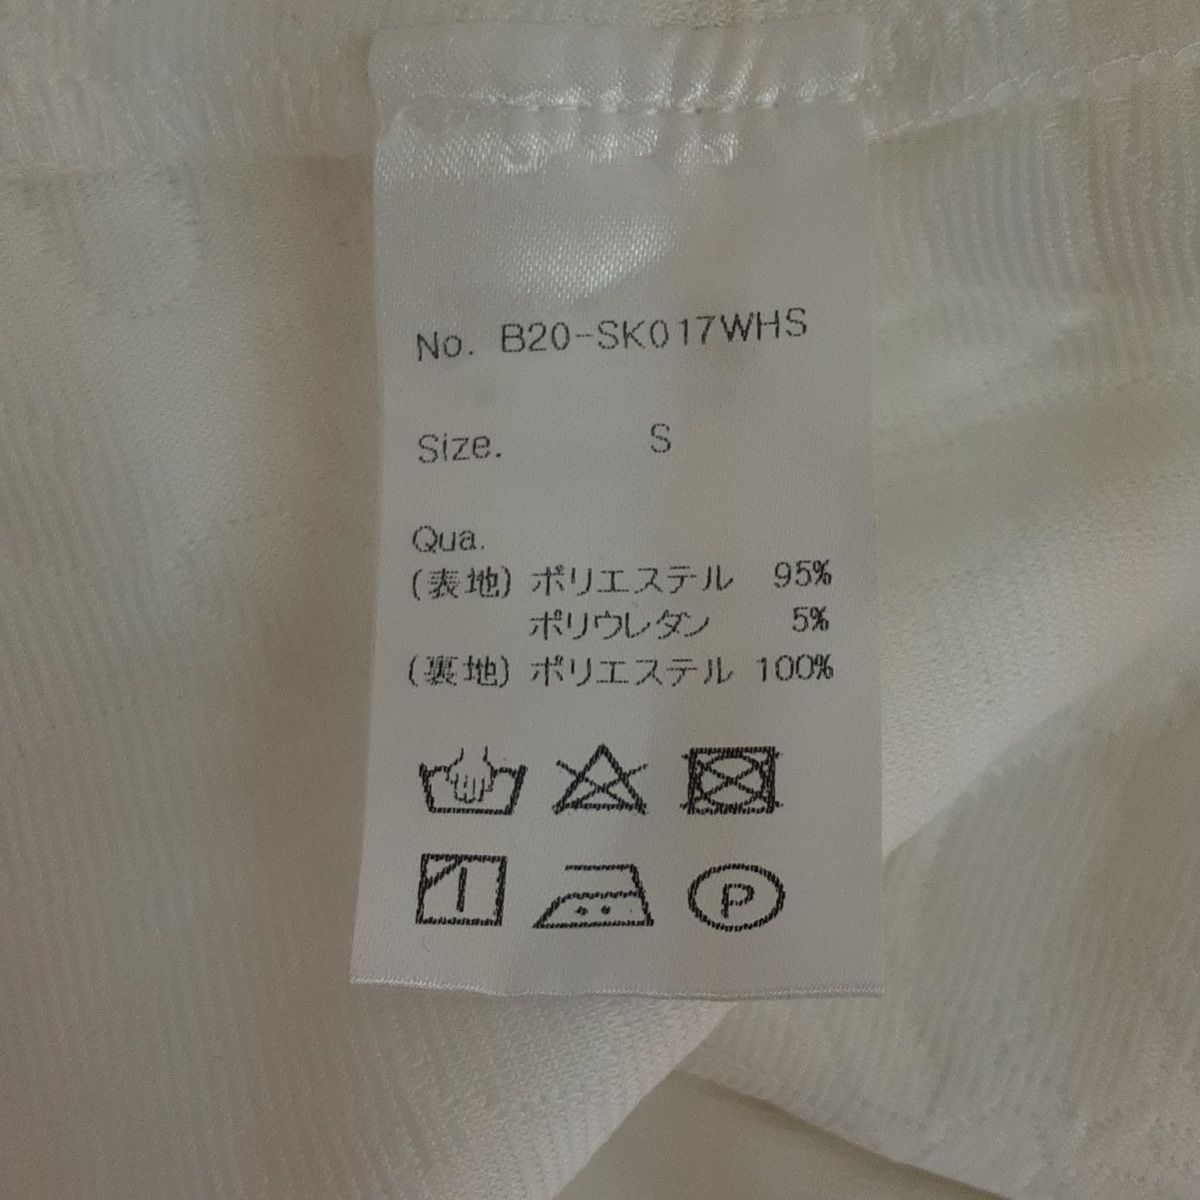 No. B20-SK017WHS
Size. S
Qua.
(表地) ポリエステル 95%
ポリウレタン 5%
(裏地) ポリエステル 100%
P